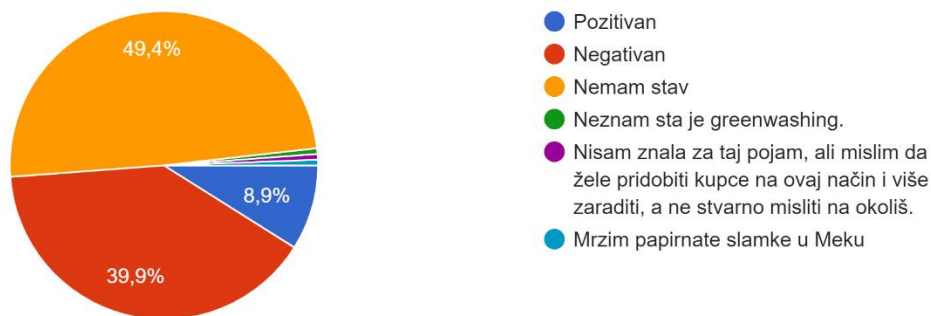 49,4%
8,9%
39,9%
Pozitivan
Negativan
Nemam stav
Neznam sta je greenwashing.
Nisam znala za taj pojam, ali mislim da
žele pridobiti kupce na ovaj način i više
zaraditi, a ne stvarno misliti na okoliš.
Mrzim papirnate slamke u Meku